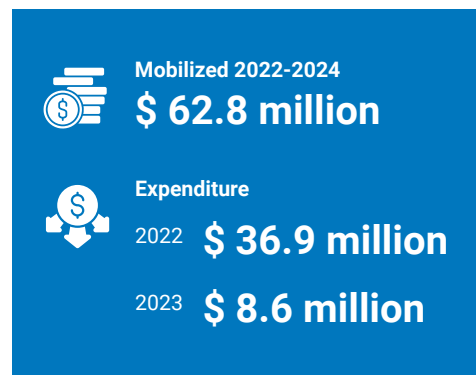 Mobilized 2022-2024
$ 62.8 million
Expenditure
2022 $ 36.9 million
2023 $ 8.6 million